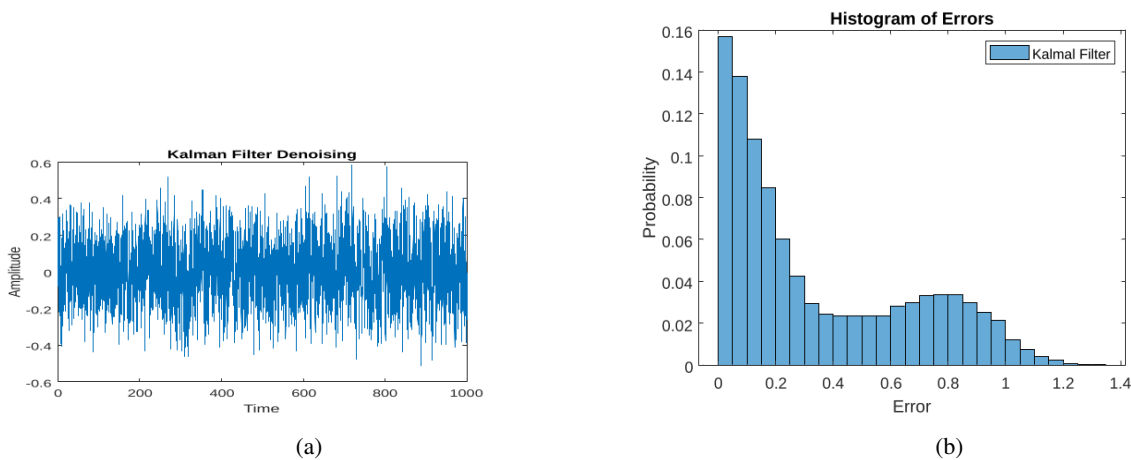 Kalman Filter Denoising
0.6
0.4
0.2
0
-0.2
-0.4
-0.6
Amplitude
0 200 400 600 800 1000
Time
(a)
Histogram of Errors
Kalmal Filter
0.16
0.14
0.12
0.1
0.08
0.06
0.04
0.02
0
Probability
0 0.2 0.4 0.6 0.8 1 1.2 1.4
Error
(b)